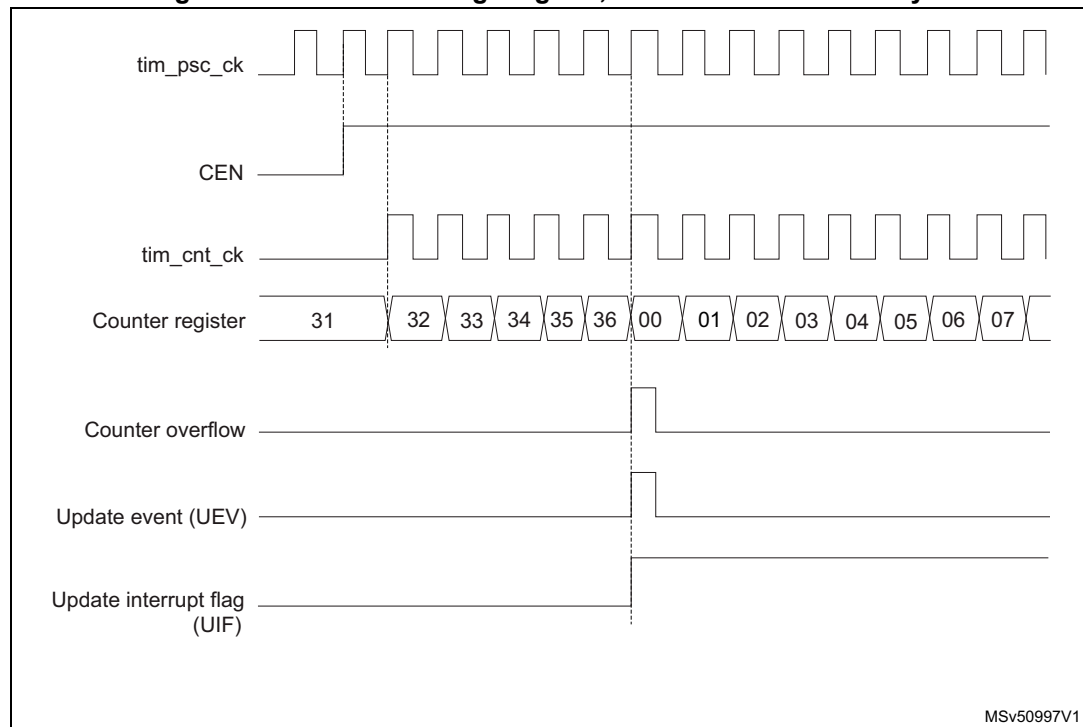 tim_psc_ck
CEN
tim_cnt_ck
Counter register 31 32 33 34 35 36 00 01 02 03 04 05 06 07
Counter overflow
Update event (UEV)
Update interrupt flag
(UIF)
MSv50997V1